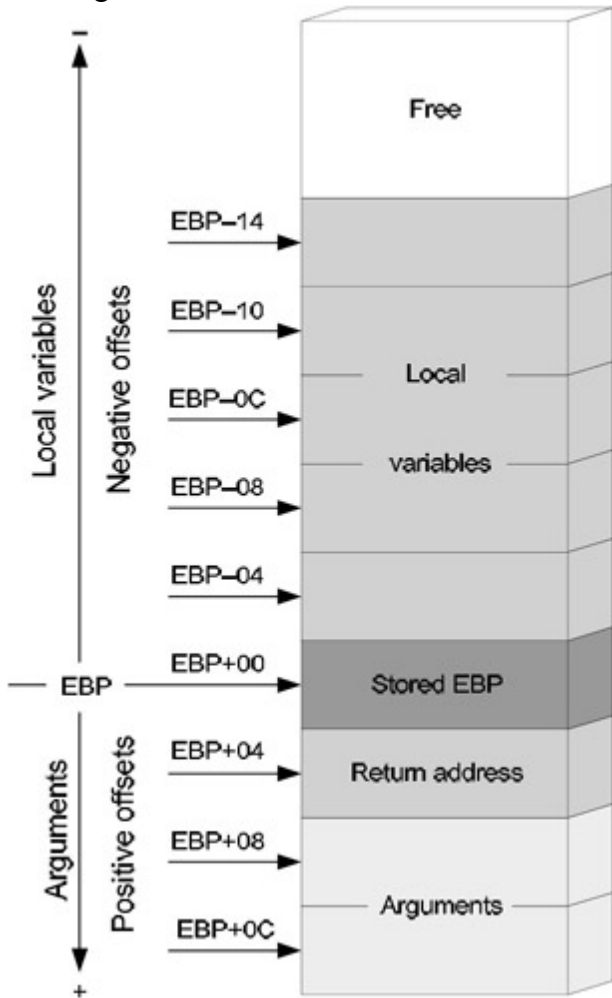 −
Free
EBP–14
EBP–10
Local
EBP–0C
variables
EBP–08
EBP–04
Local variables
Negative offsets
EBP
EBP+00
Stored EBP
EBP+04
Return address
EBP+08
Arguments
EBP+0C
Arguments
Positive offsets
+